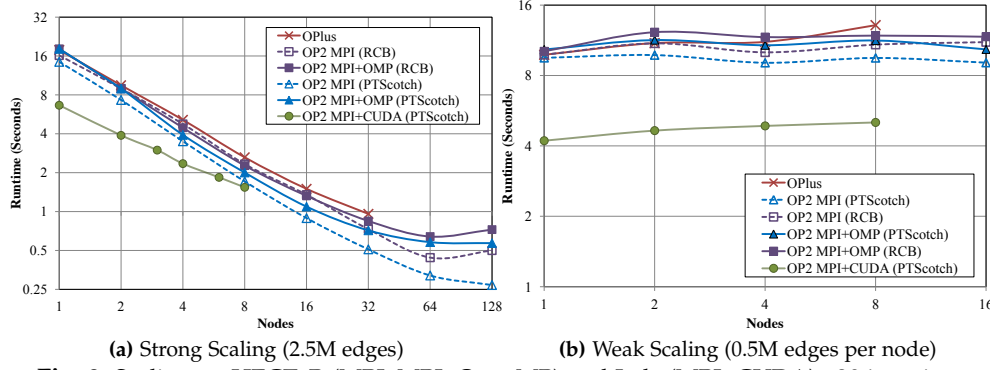 32
16
8
4
2
1
0.5
0.25
Runtime (Seconds)
OPlus
OP2 MPI (RCB)
OP2 MPI+OMP (RCB)
OP2 MPI (PTScotch)
OP2 MPI+OMP (PTScotch)
OP2 MPI+CUDA (PTScotch)
1 2 4 8 16 32 64 128
Nodes
(a) Strong Scaling (2.5M edges)
16
8
4
2
1
Runtime (Seconds)
OPlus
OP2 MPI (PTScotch)
OP2 MPI (RCB)
OP2 MPI+OMP (PTScotch)
OP2 MPI+OMP (RCB)
OP2 MPI+CUDA (PTScotch)
1 2 4 8 16
Nodes
(b) Weak Scaling (0.5M edges per node)